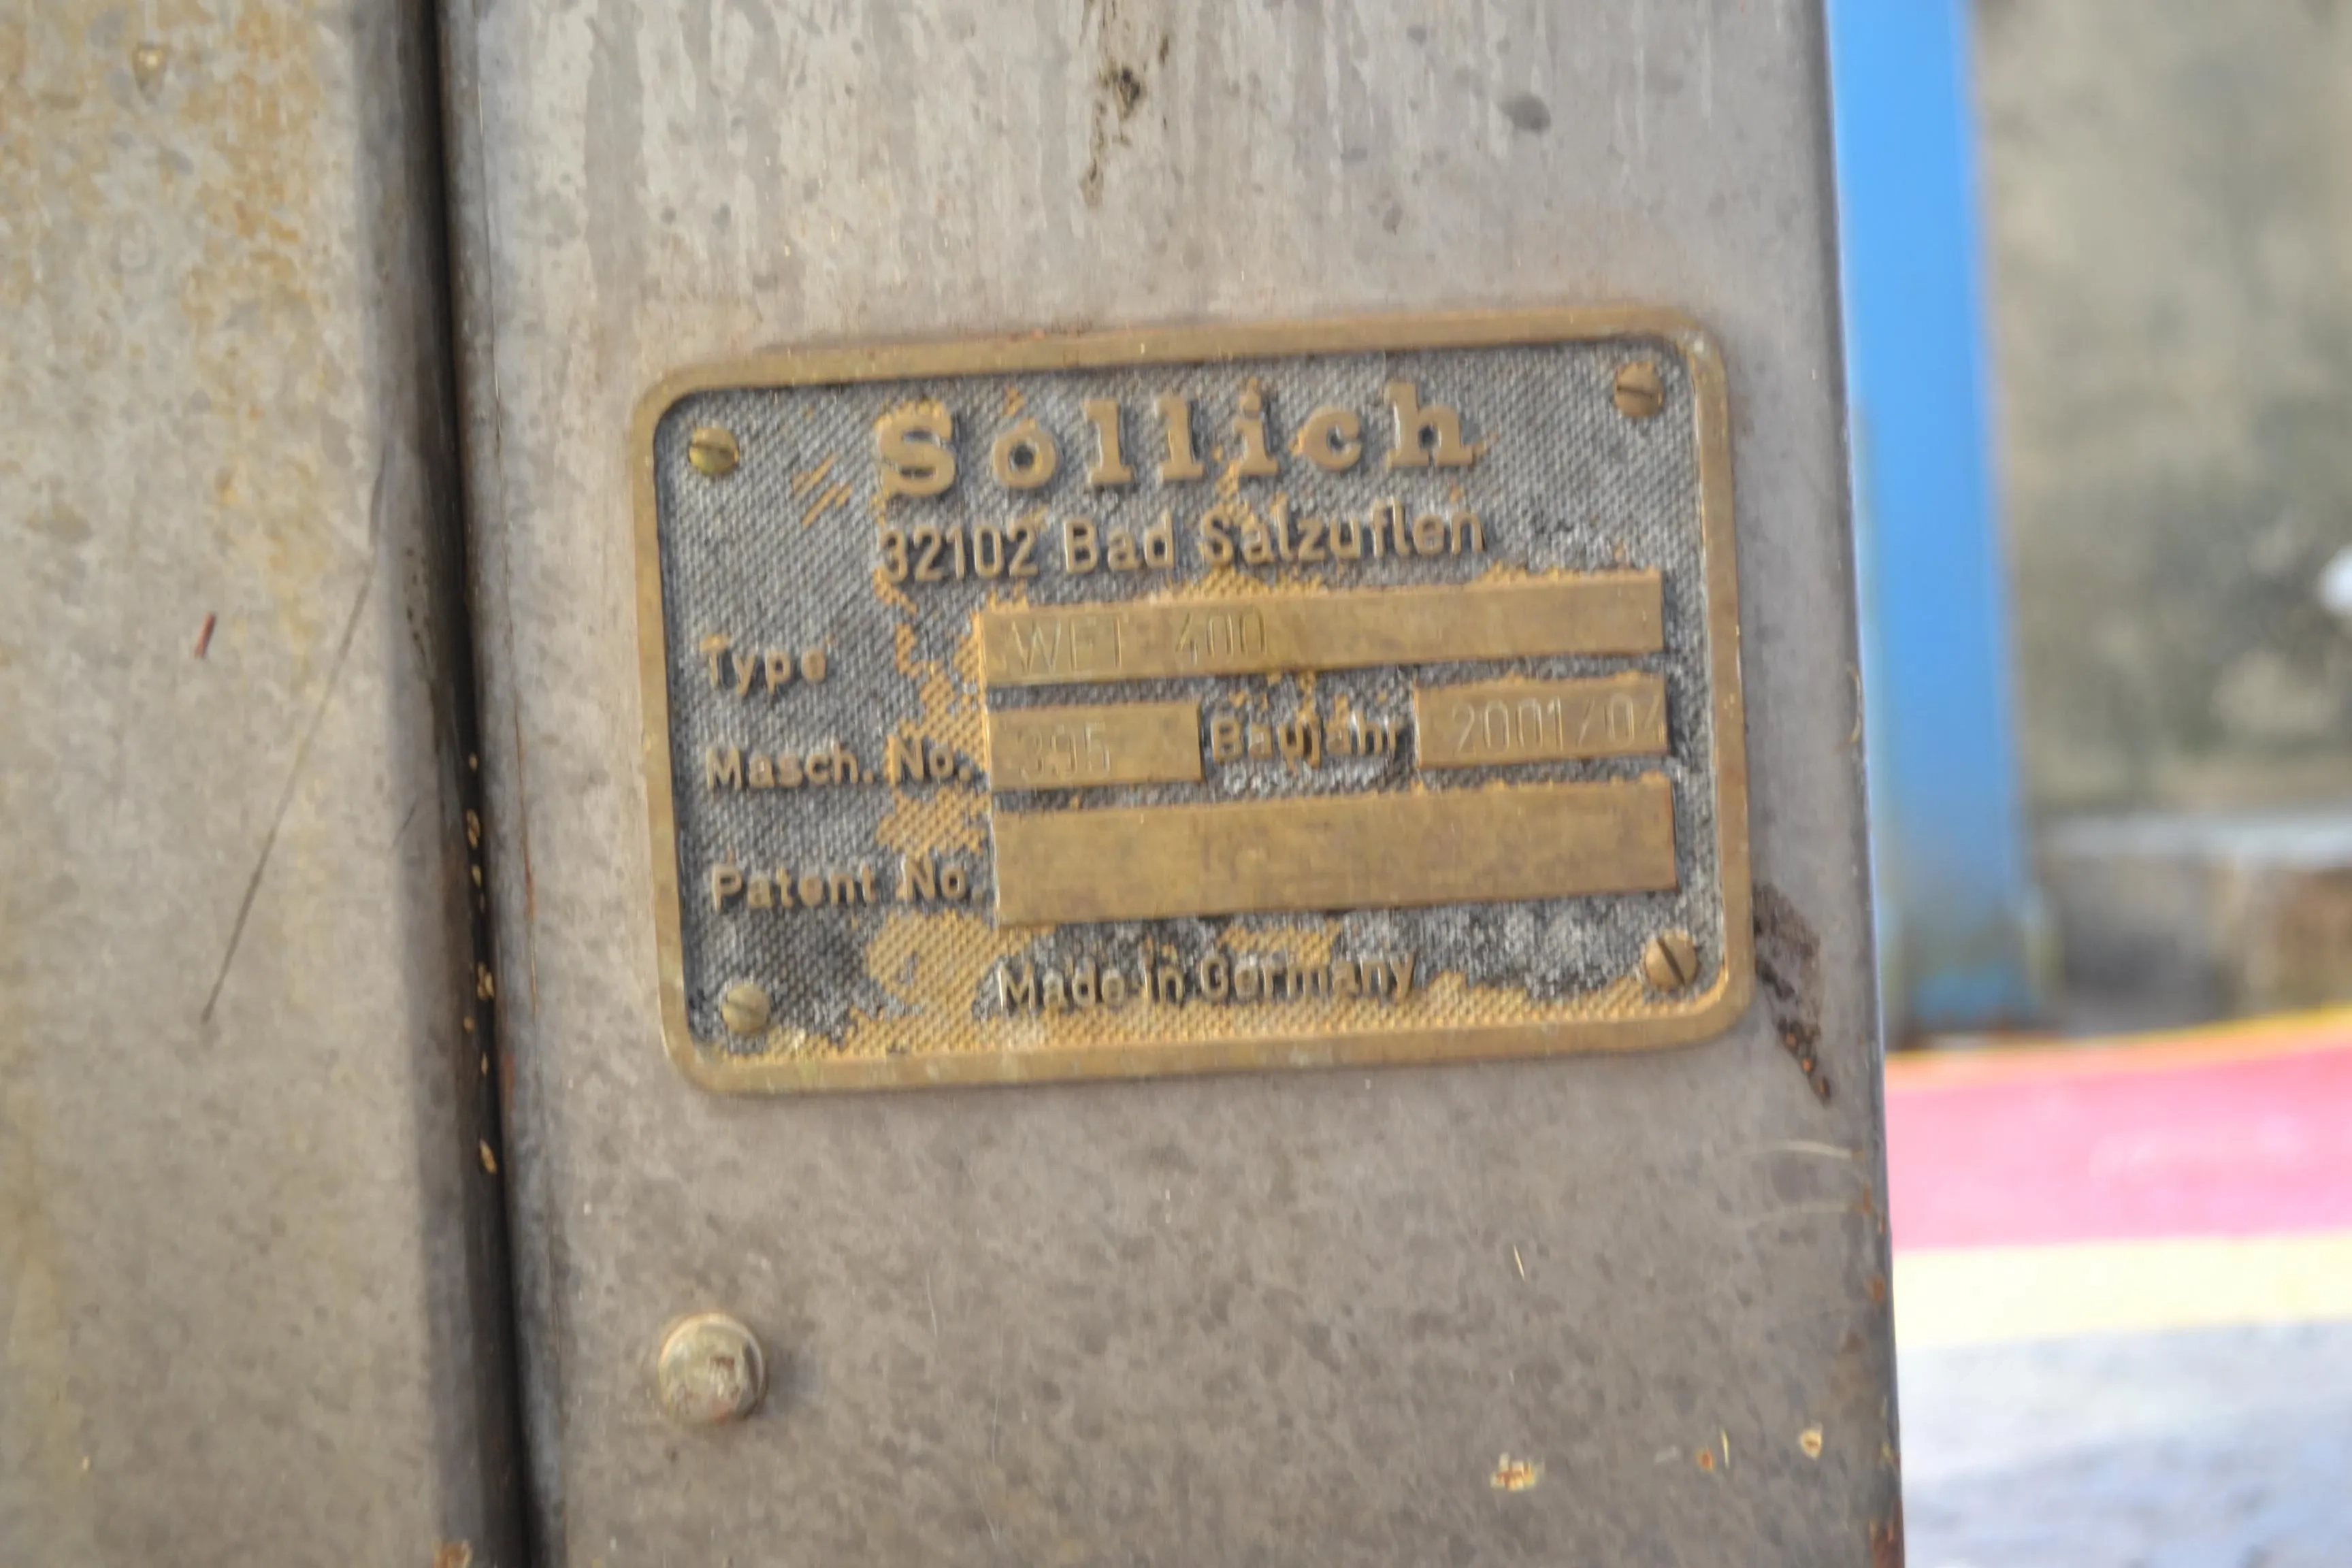 Sollich
32102 Bad Salzuflen
Type WET 400
Masch. No. 395 Baujahr 2001/04
Patent No.
Made in Germany